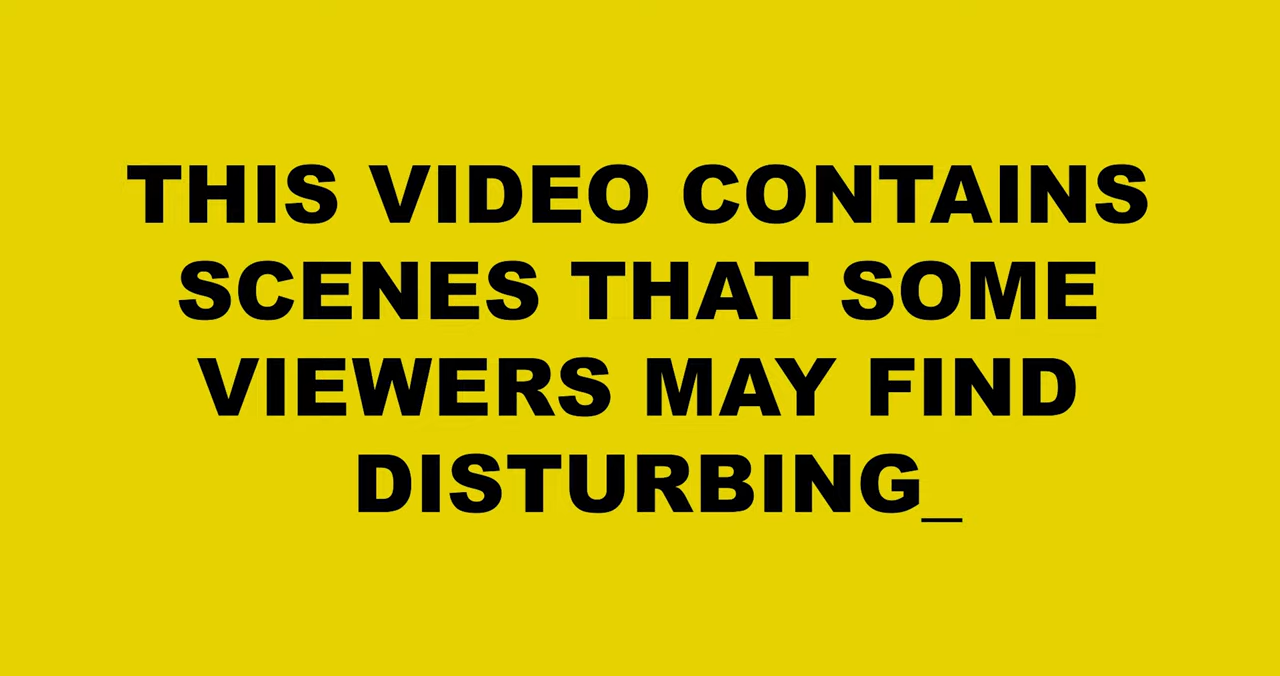 THIS VIDEO CONTAINS
SCENES THAT SOME
VIEWERS MAY FIND
DISTURBING_